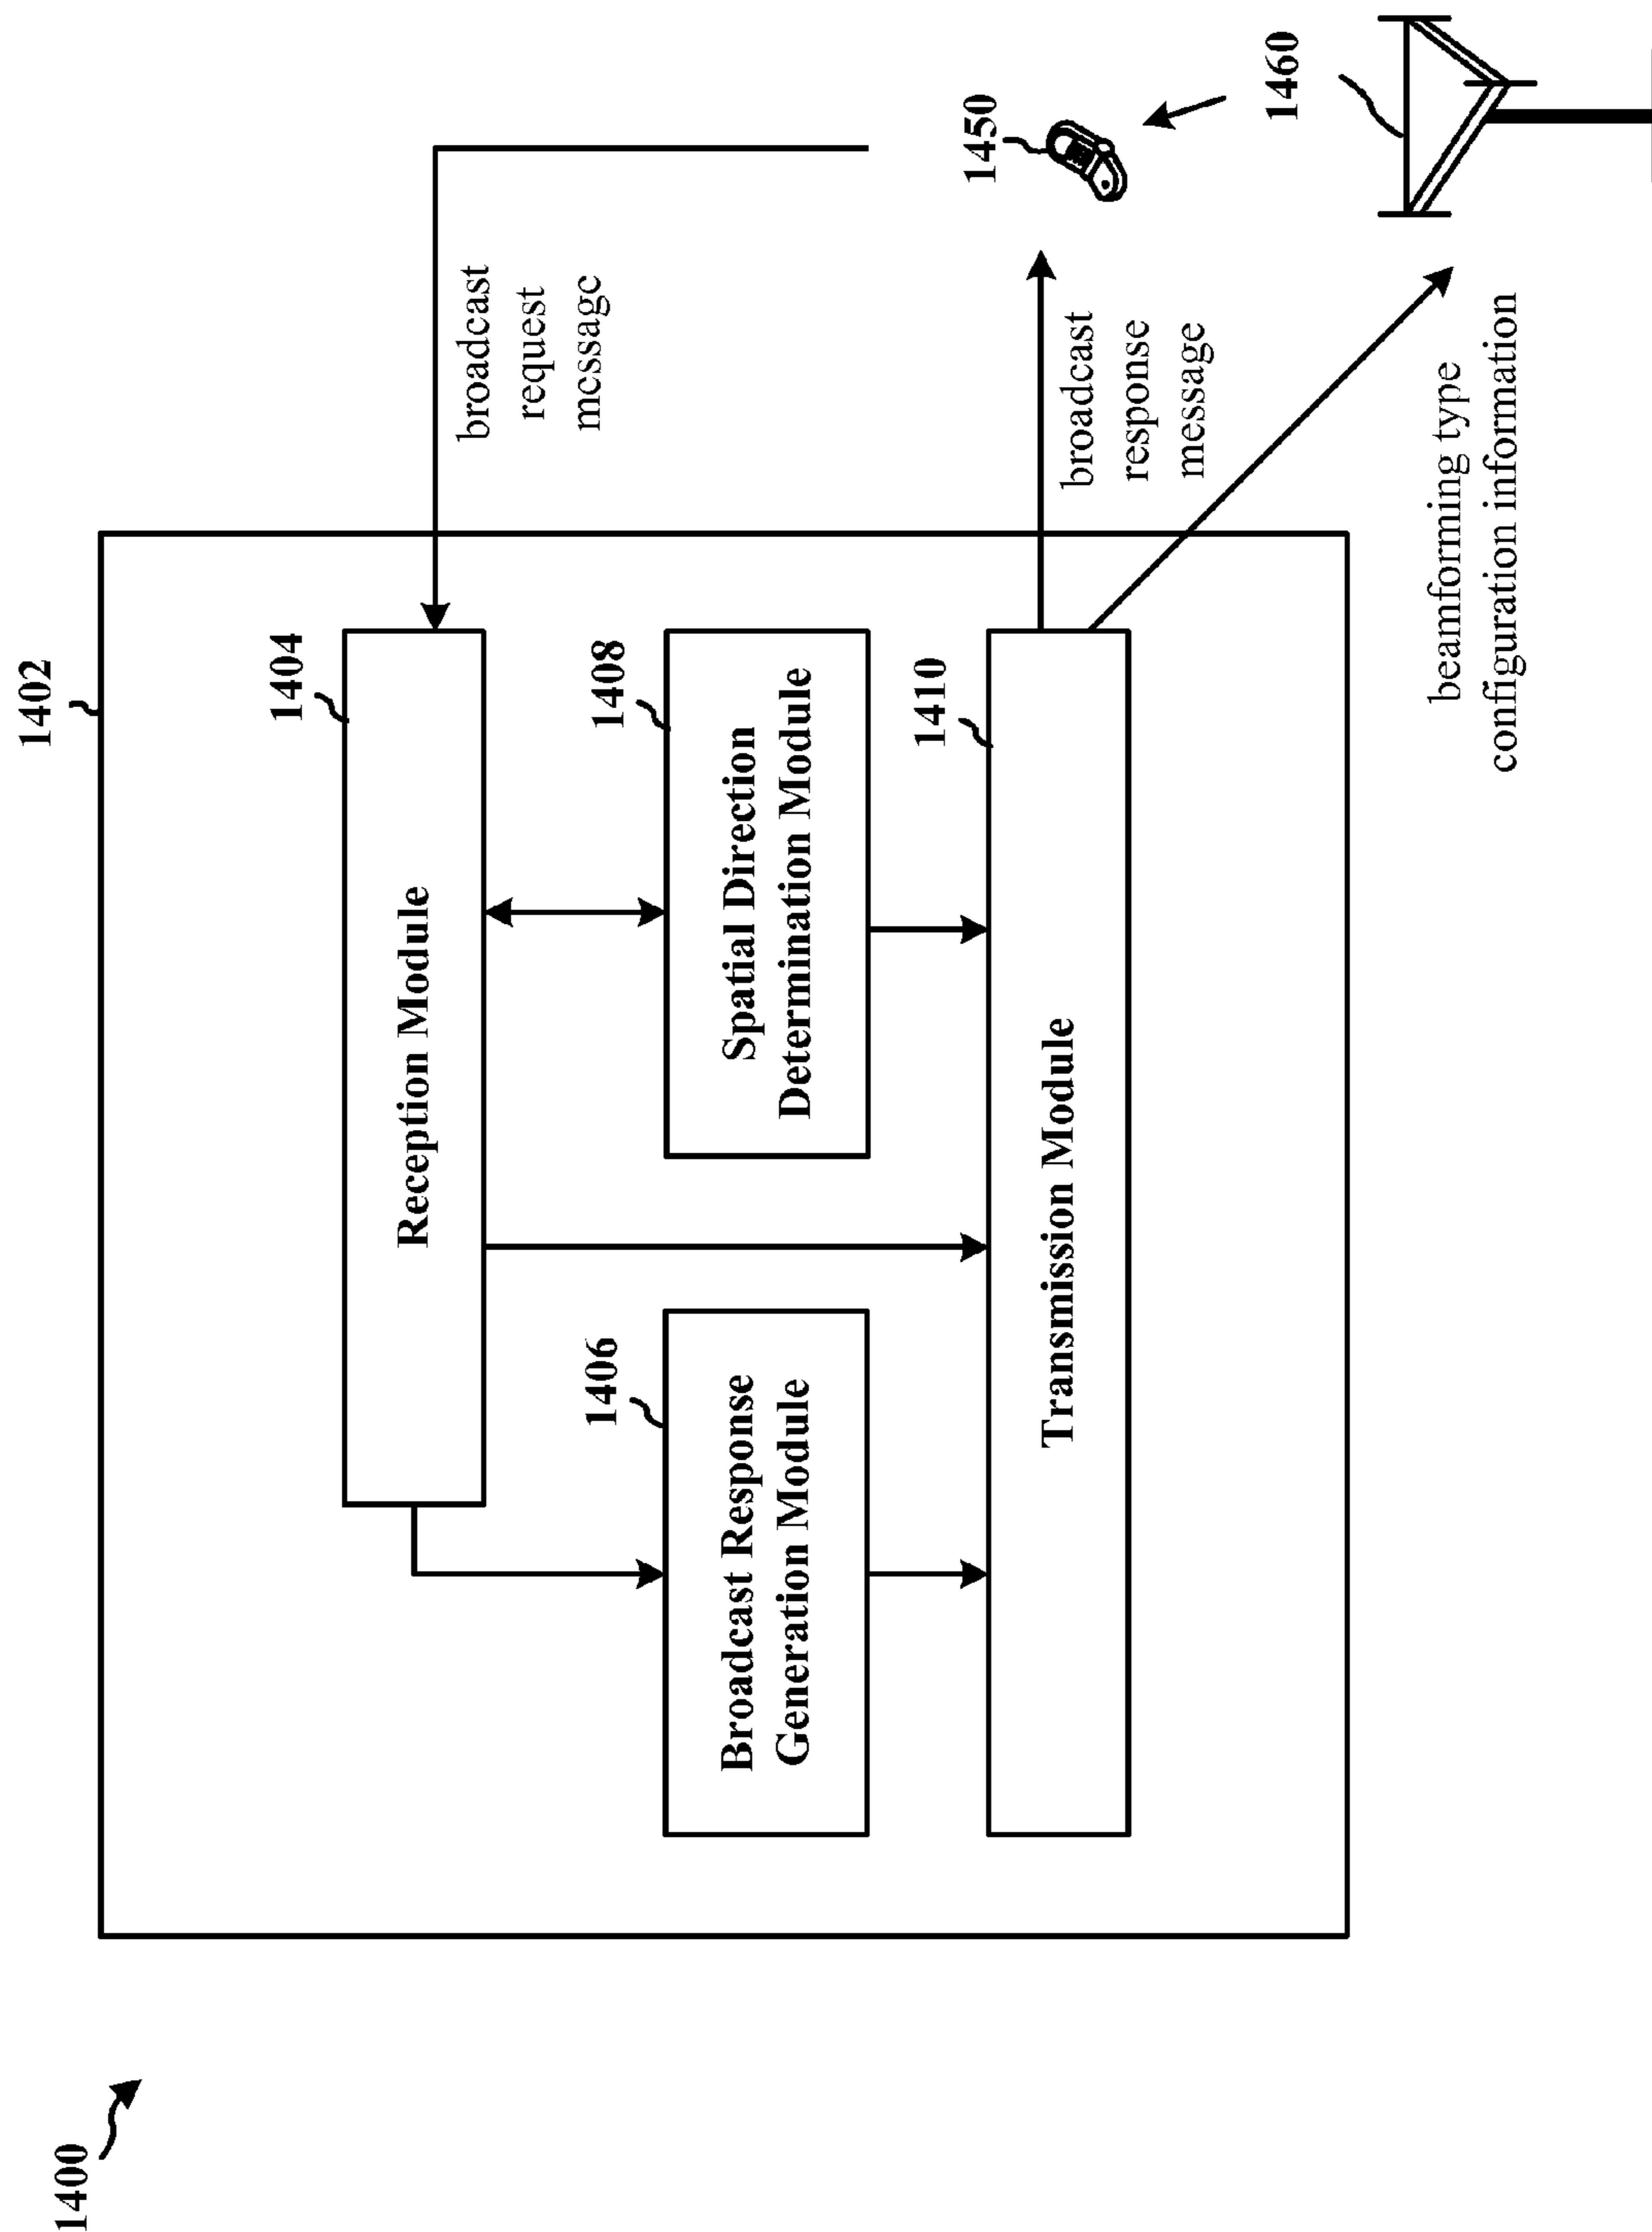 1400
1402
1404
Reception Module
broadcast
request
message
1406
Broadcast Response
Generation Module
1408
Spatial Direction
Determination Module
1410
Transmission Module
broadcast
response
message
beamforming type
configuration information
1450
1460